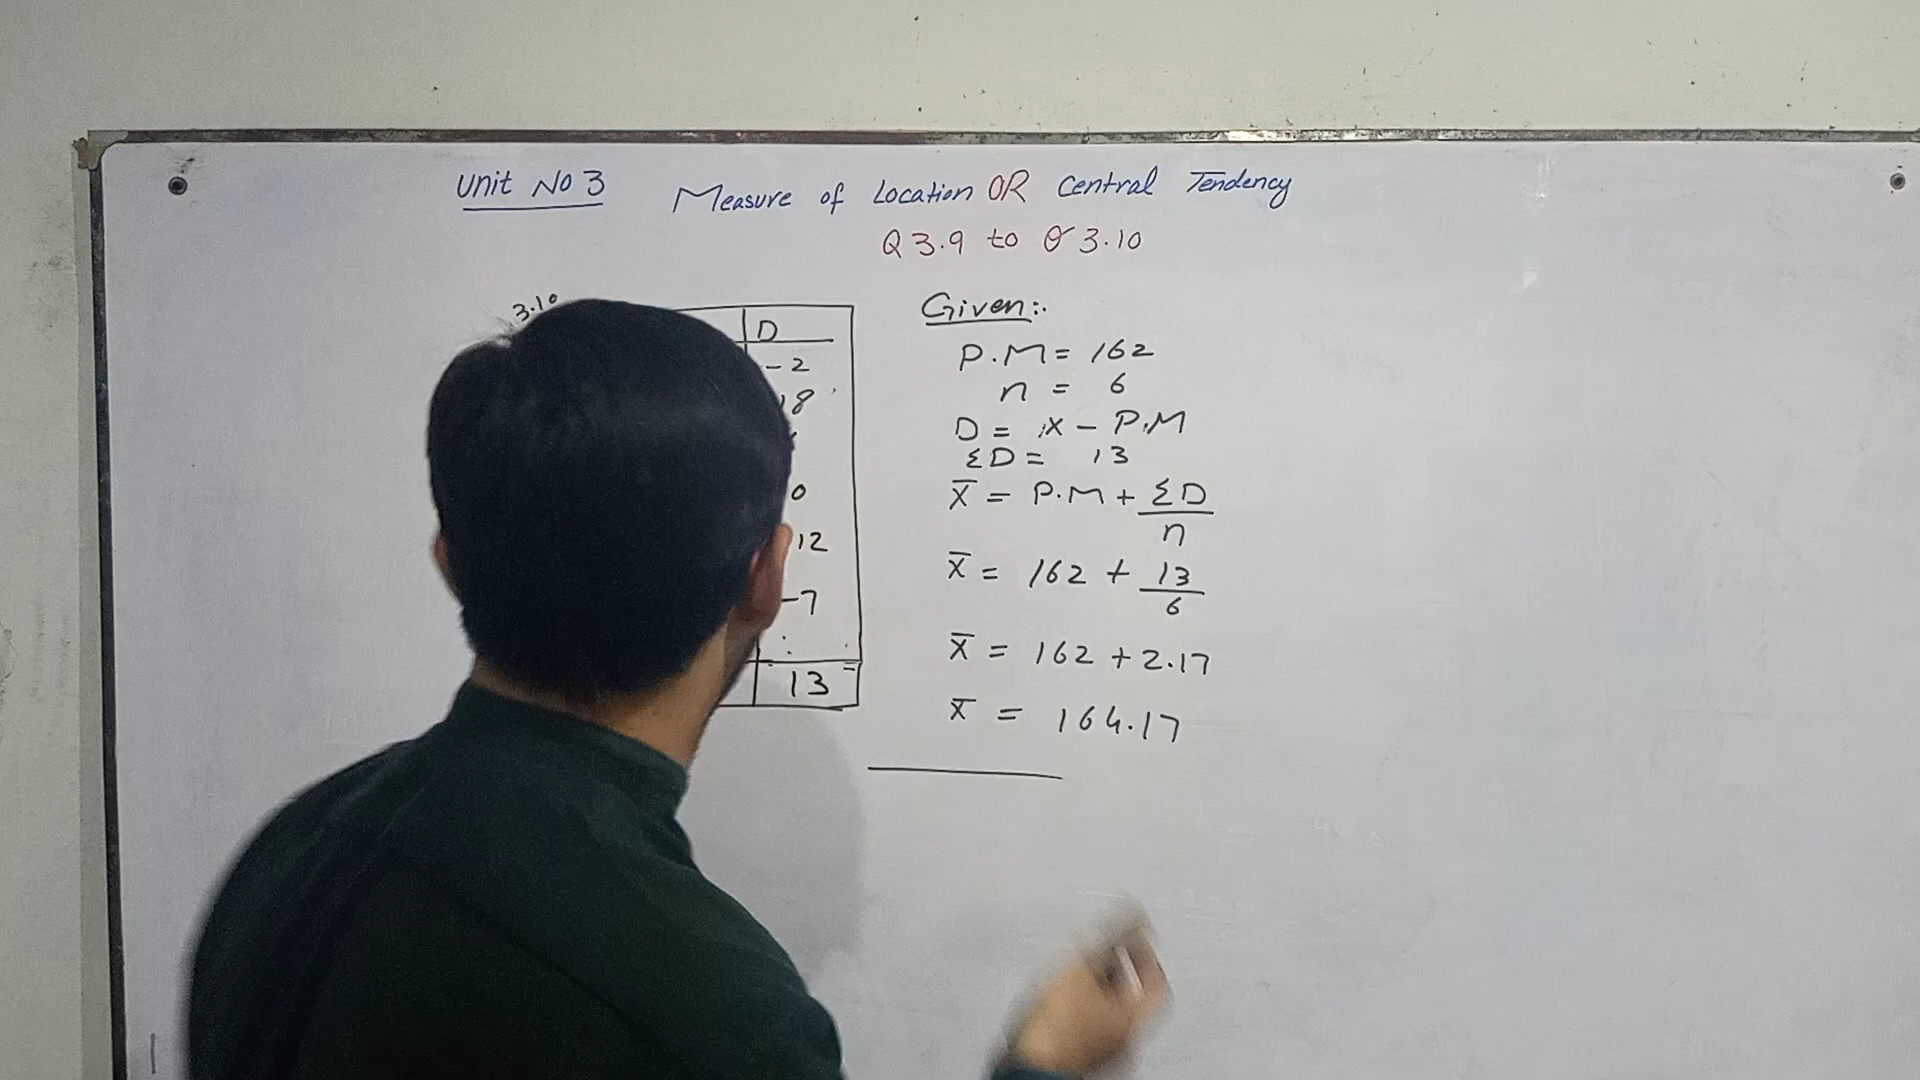 Unit No 3 Measure of Location OR Central Tendency
Q 3.9 to Q 3.10
3.10
D
-2
18
0
12
-7
13
Given:.
P.M = 162
n = 6
D = X - P.M
ΣD = 13
X̄ = P.M + ΣD
n
X̄ = 162 + 13
6
X̄ = 162 + 2.17
X̄ = 164.17